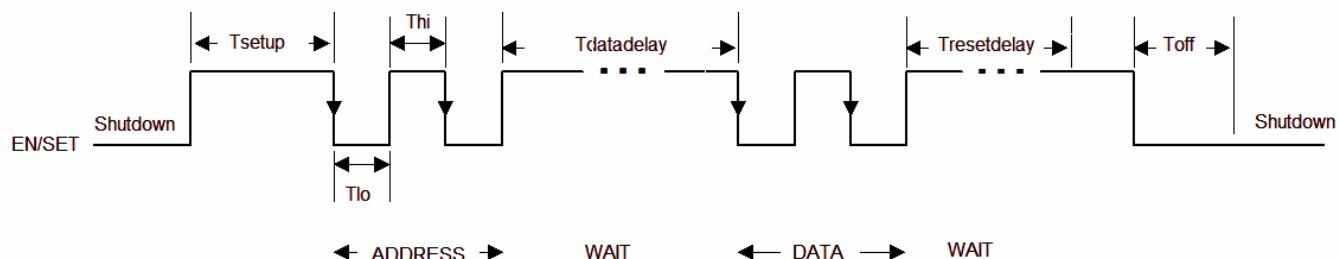 Thi
Tsetup
Tdatadelay
Tresetdelay
Toff
Shutdown
Shutdown
EN/SET
Tlo
ADDRESS
WAIT
DATA
WAIT